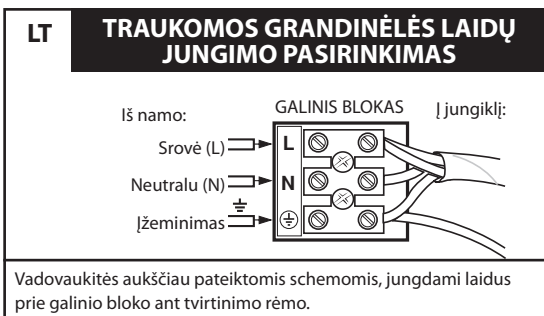 LT
TRAUKOMOS GRANDINĖLĖS LAIDŲ
JUNGIMO PASIRINKIMAS
Iš namo:
GALINIS BLOKAS
Į jungiklį:
Srovė (L)
L
Neutralu (N)
N
Įžeminimas
Vadovaukitės aukščiau pateiktomis schemomis, jungdami laidus
prie galinio bloko ant tvirtinimo rėmo.